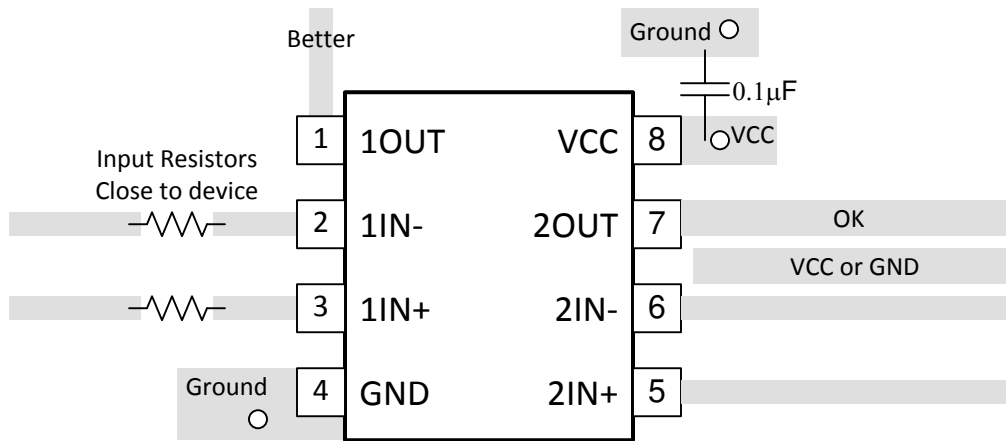 Better
Ground
0.1µF
1 1OUT VCC 8 VCC
Input Resistors
Close to device
2 1IN- 2OUT 7 OK
VCC or GND
3 1IN+ 2IN- 6
Ground
4 GND 2IN+ 5